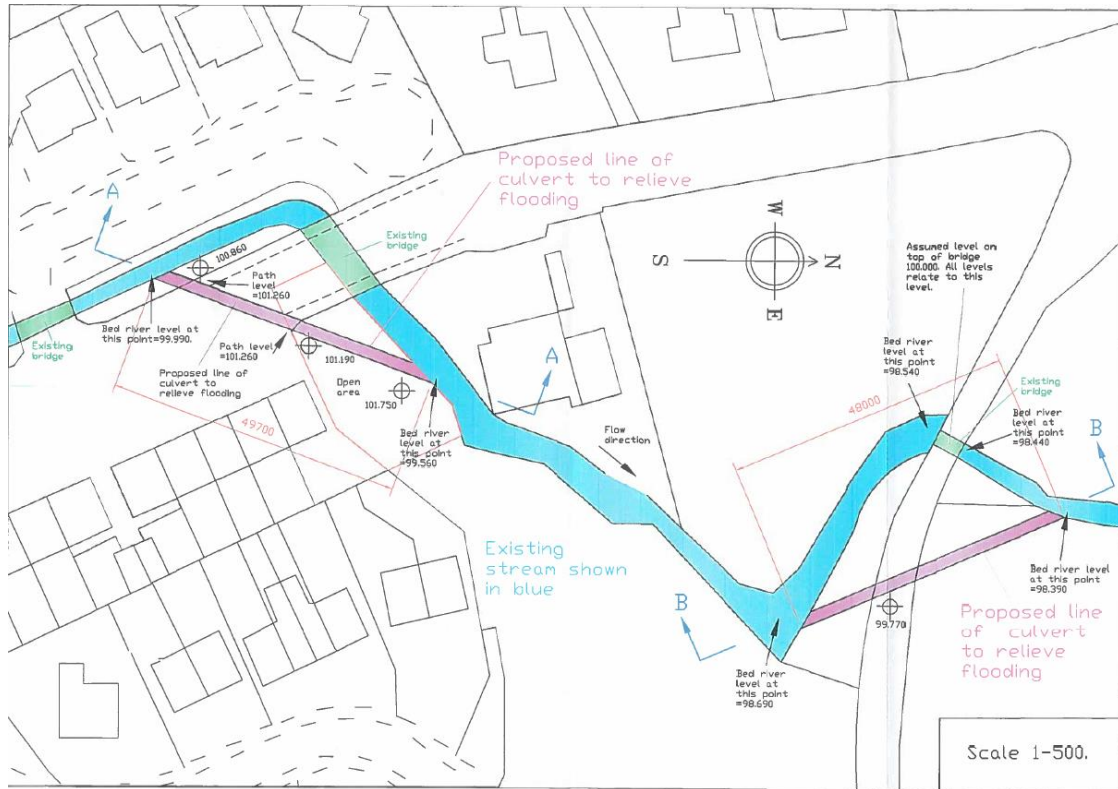 Proposed line of
culvert to relieve
flooding
A
100.860
Existing
bridge
Path
level
=101.260
Bed river level at
this point=99.990.
Existing
bridge
Path level
=101.260
101.190
Proposed line of
culvert to
relieve flooding
Open
area
101.750
49700
Bed river
level at
this point
=99.560
A
W
S
N
E
Assumed level on
top of bridge
100.000. All levels
relate to this
level.
Bed river
level at
this point
=98.540
Existing
bridge
48000
Bed river
level at
this point
=98.440
B
Flow
direction
Existing
stream shown
in blue
B
Bed river level
at this point
=98.390
99.770
Proposed line
of culvert
to relieve
flooding
Bed river
level at
this point
=98.690
Scale 1-500.